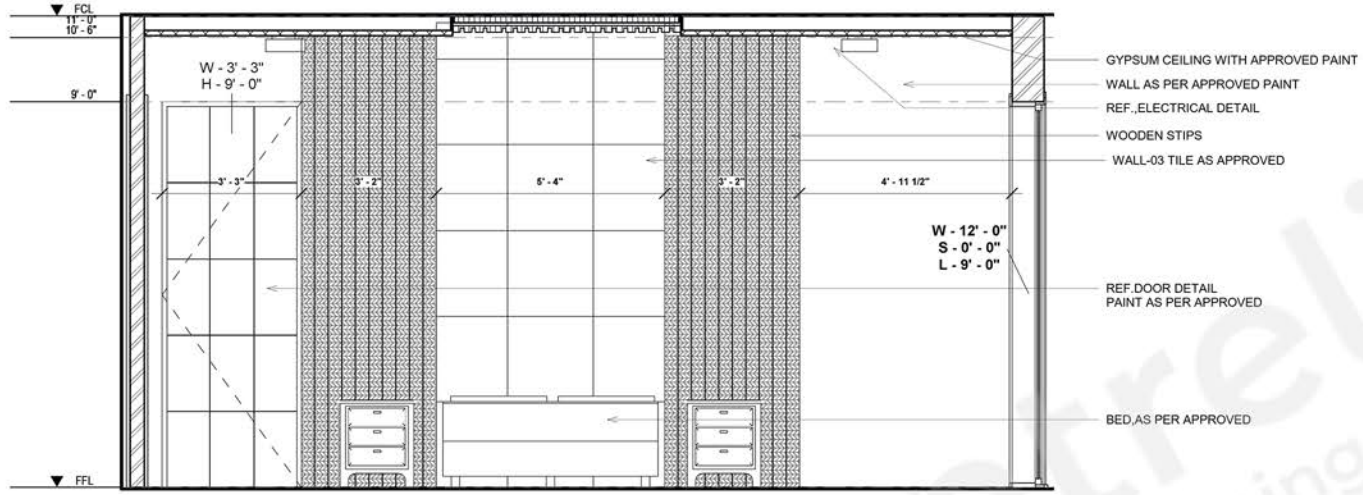 FCL
11' - 0"
10' - 6"
9' - 0"
W - 3' - 3"
H - 9' - 0"
3' - 3"
3' - 2"
5' - 4"
3' - 2"
4' - 11 1/2"
W - 12' - 0"
S - 0' - 0"
L - 9' - 0"
GYPSUM CEILING WITH APPROVED PAINT
WALL AS PER APPROVED PAINT
REF.,ELECTRICAL DETAIL
WOODEN STIPS
WALL-03 TILE AS APPROVED
REF.DOOR DETAIL
PAINT AS PER APPROVED
BED,AS PER APPROVED
FFL